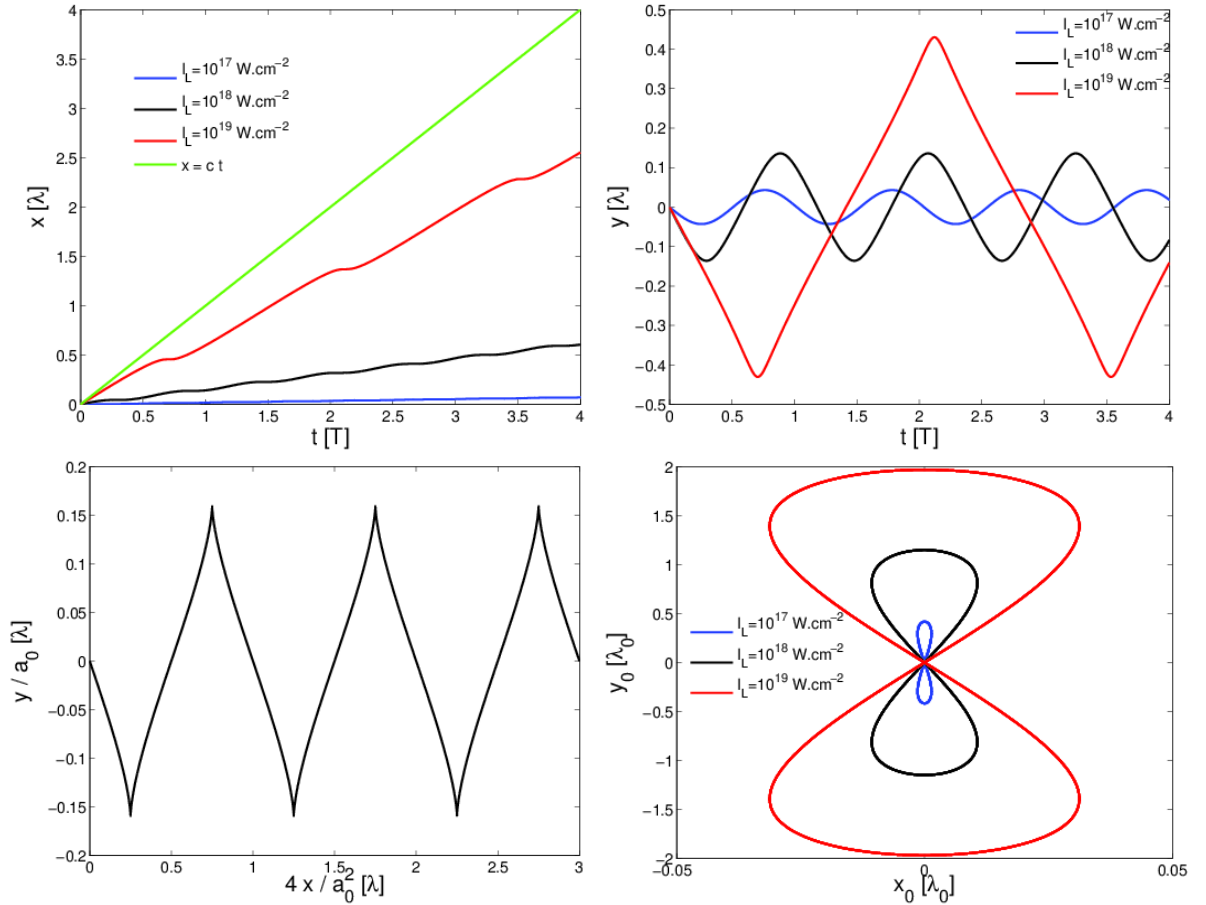 4
3.5
3
2.5
2
1.5
1
0.5
0
x [λ]
I_L=10^17 W.cm^−2
I_L=10^18 W.cm^−2
I_L=10^19 W.cm^−2
x = c t
0 0.5 1 1.5 2 2.5 3 3.5 4
t [T]
0.5
0.4
0.3
0.2
0.1
0
−0.1
−0.2
−0.3
−0.4
−0.5
y [λ]
I_L=10^17 W.cm^−2
I_L=10^18 W.cm^−2
I_L=10^19 W.cm^−2
0 0.5 1 1.5 2 2.5 3 3.5 4
t [T]
0.2
0.15
0.1
0.05
0
−0.05
−0.1
−0.15
−0.2
y / a_0 [λ]
0 0.5 1 1.5 2 2.5 3
4 x / a_0^2 [λ]
2
1.5
1
0.5
0
−0.5
−1
−1.5
−2
y_0 [λ_0]
I_L=10^17 W.cm^−2
I_L=10^18 W.cm^−2
I_L=10^19 W.cm^−2
−0.05 0 0.05
x_0 [λ_0]